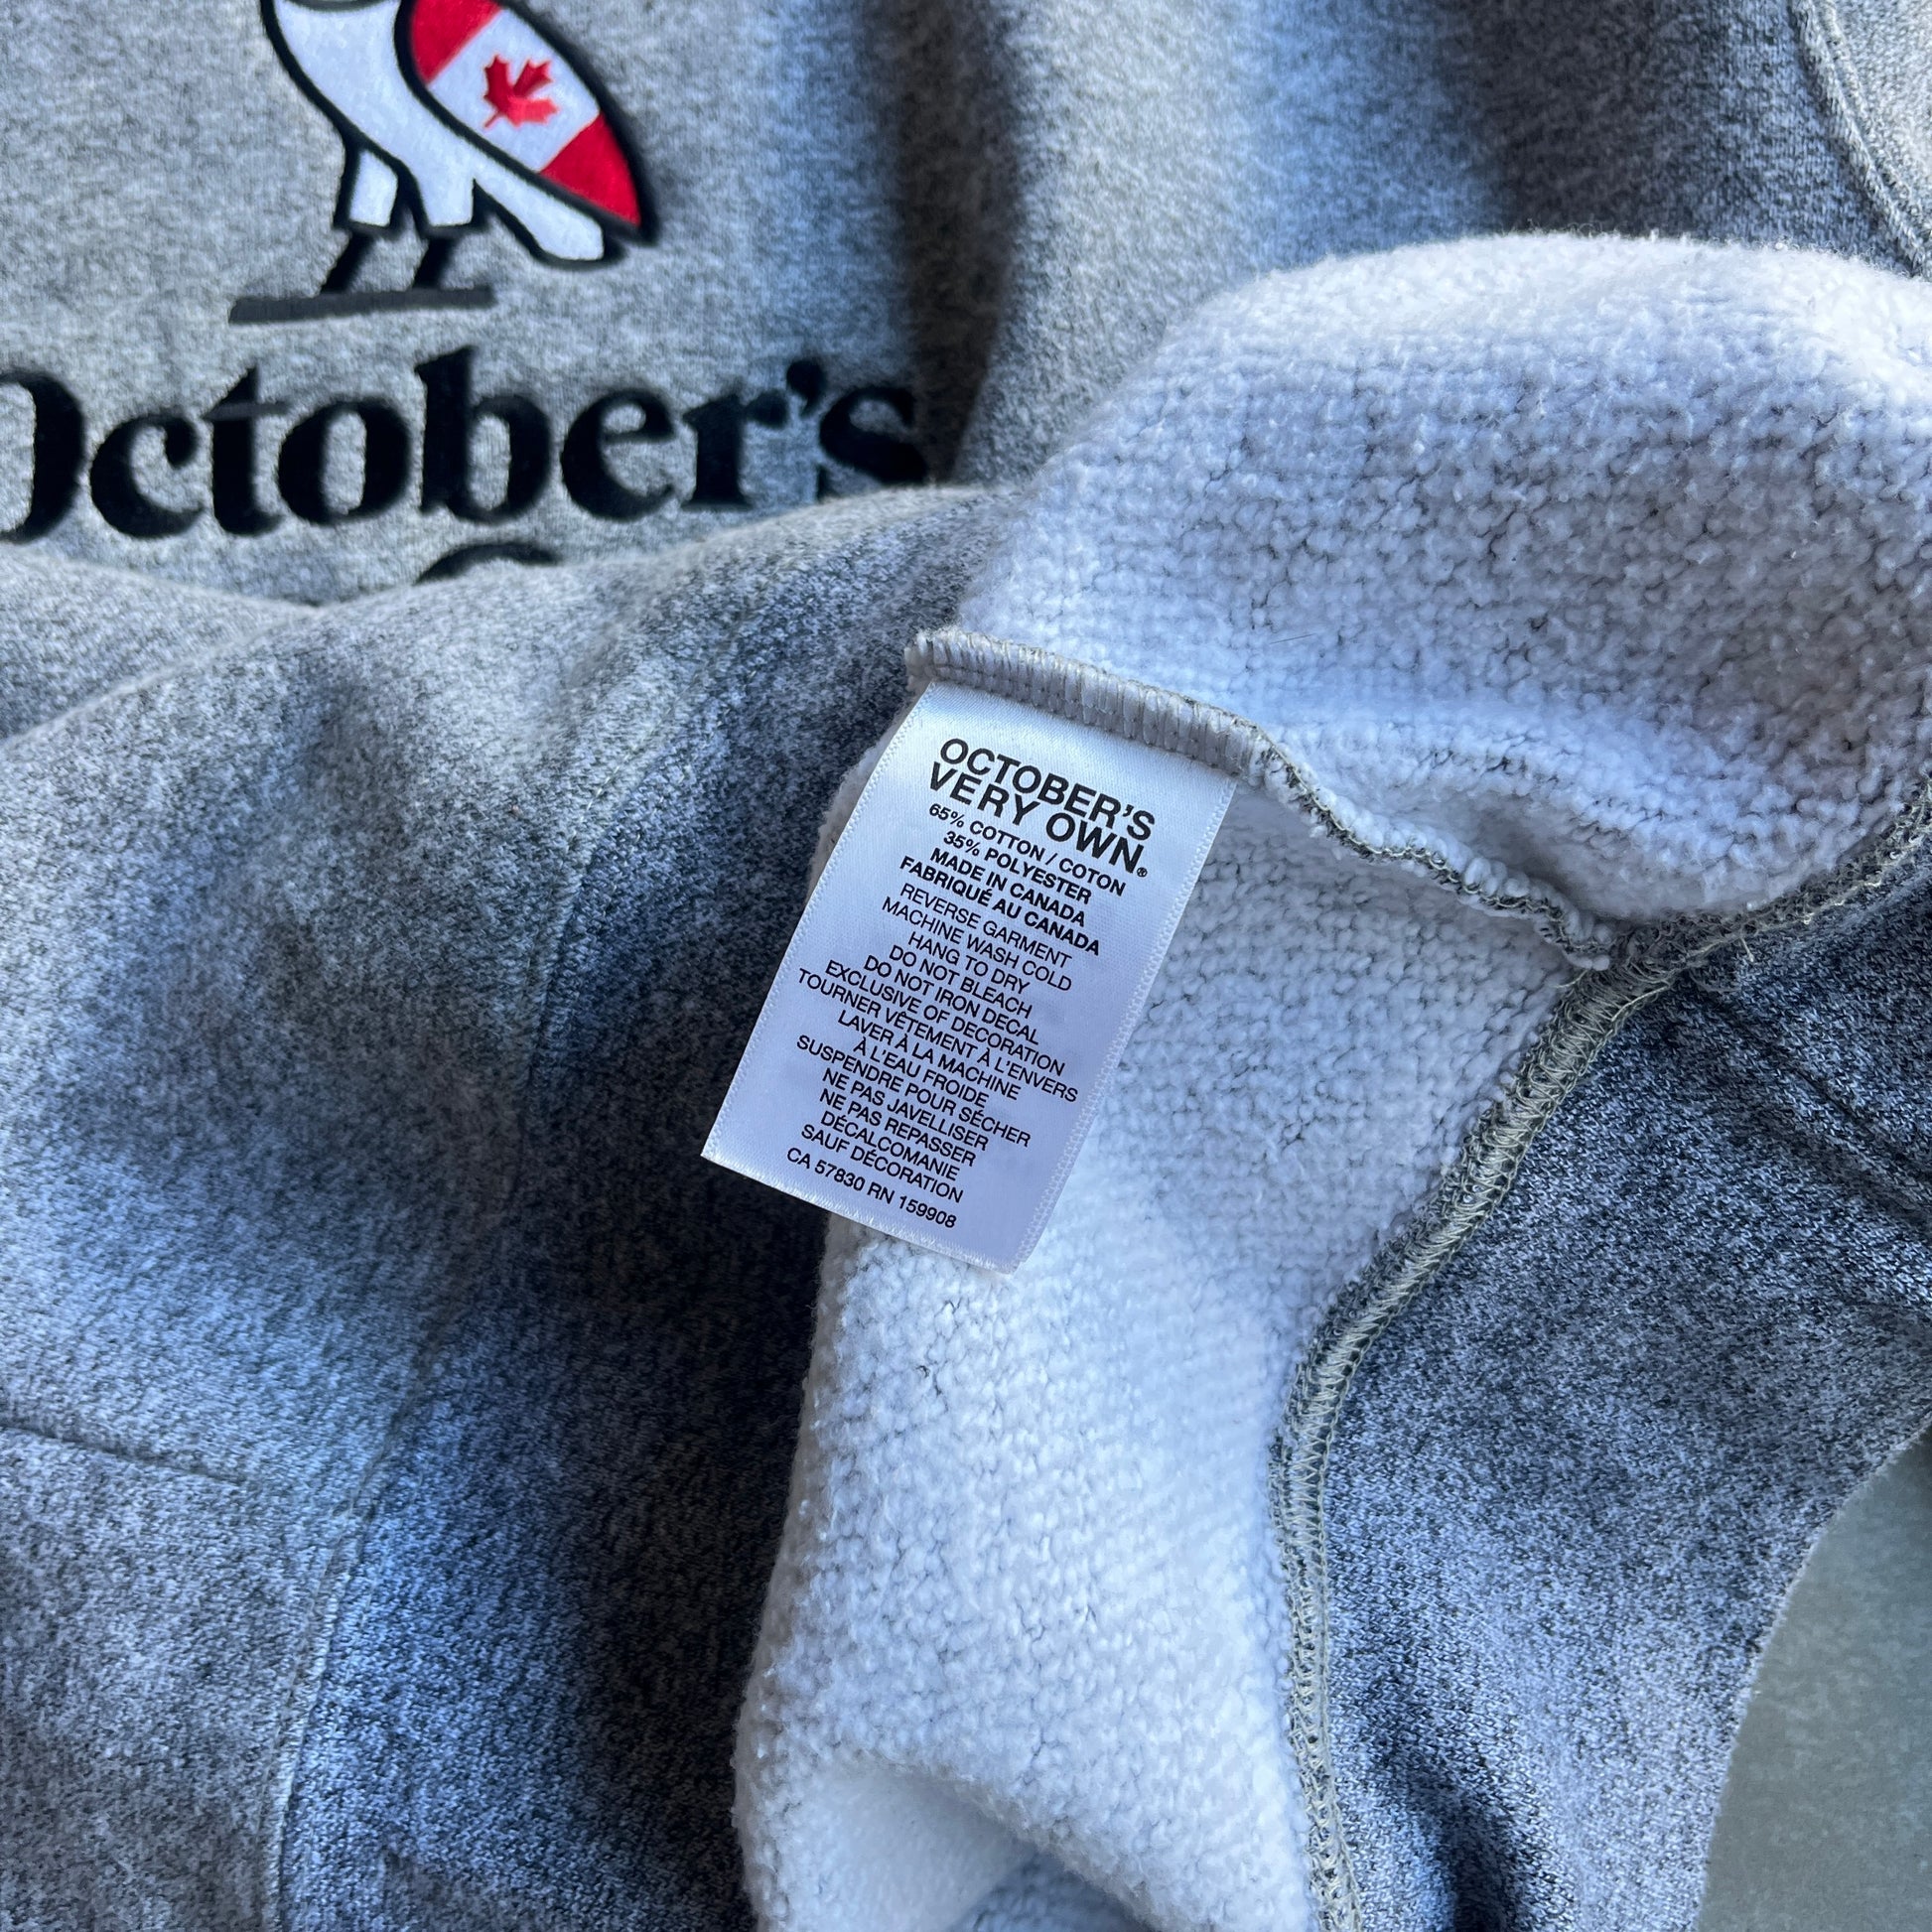 October's
OCTOBER'S
VERY OWN®
65% COTTON / COTON
35% POLYESTER
MADE IN CANADA
FABRIQUÉ AU CANADA
REVERSE GARMENT
MACHINE WASH COLD
HANG TO DRY
DO NOT BLEACH
DO NOT IRON DECAL
EXCLUSIVE OF DECORATION
TOURNER VÊTEMENT À L'ENVERS
LAVER À LA MACHINE
À L'EAU FROIDE
SUSPENDRE POUR SÉCHER
NE PAS JAVELLISER
NE PAS REPASSER
DÉCALCOMANIE
SAUF DÉCORATION
CA 57830 RN 159908